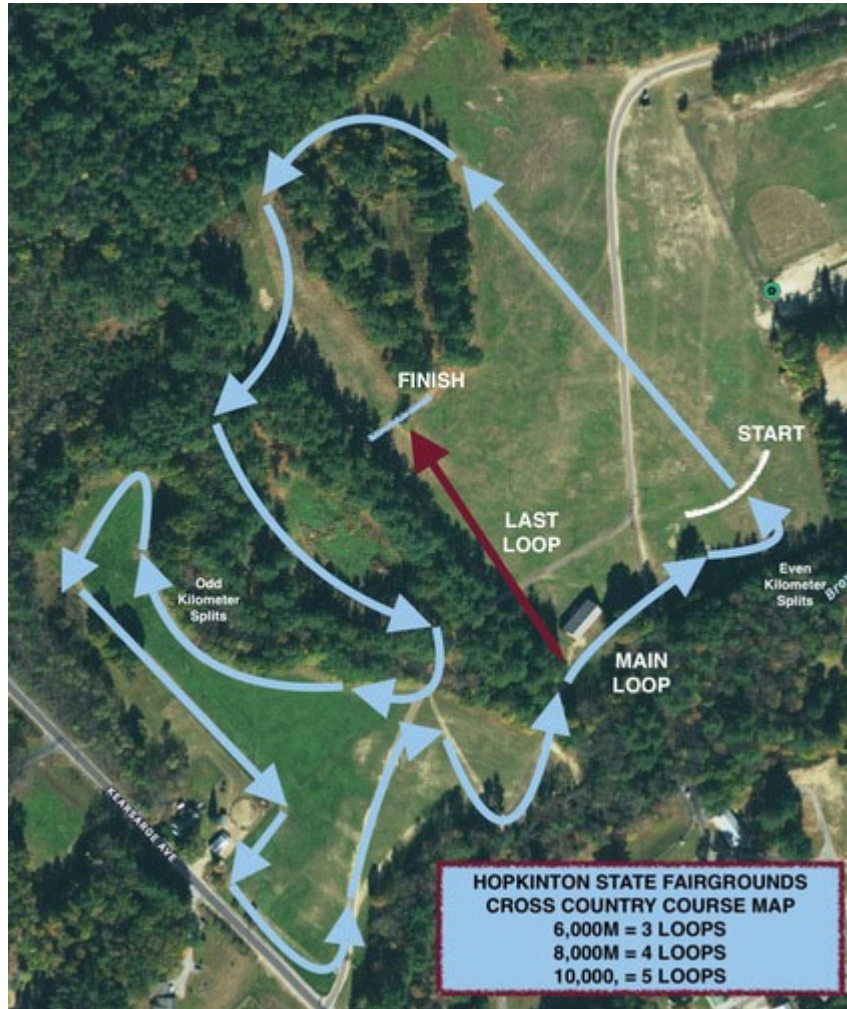 FINISH
START
LAST
LOOP
Odd
Kilometer
Splits
Even
Kilometer
Splits
MAIN
LOOP
KEARSARGE AVE
HOPKINTON STATE FAIRGROUNDS
CROSS COUNTRY COURSE MAP
6,000M = 3 LOOPS
8,000M = 4 LOOPS
10,000, = 5 LOOPS